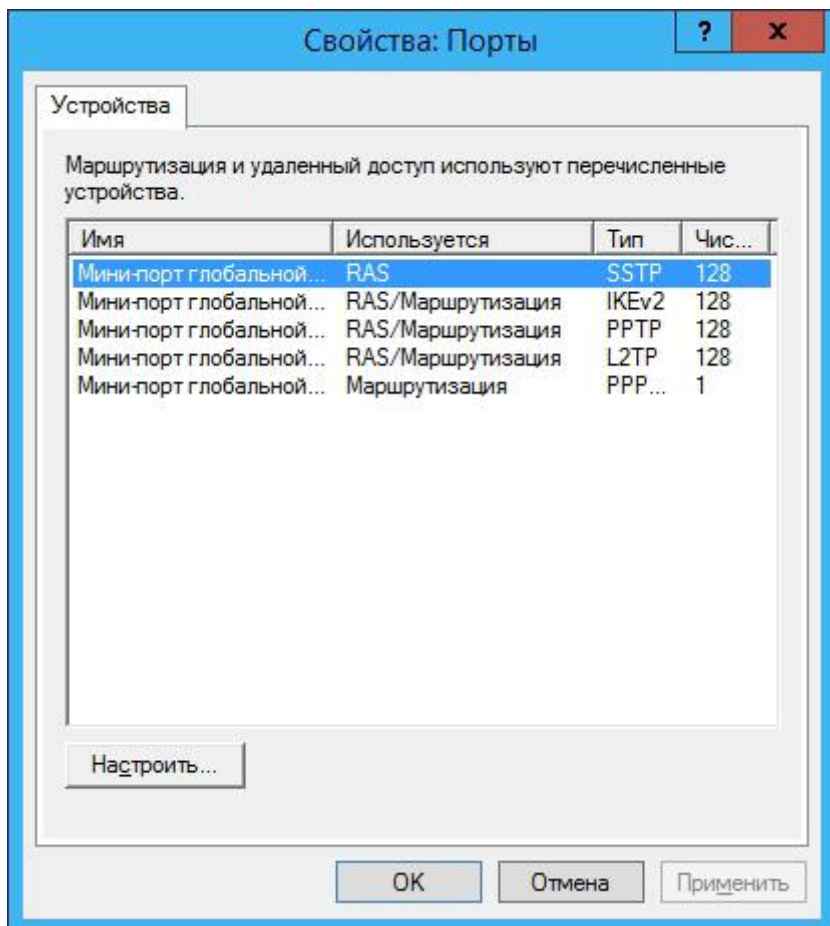 Свойства: Порты
?
x
Устройства
Маршрутизация и удаленный доступ используют перечисленные
устройства.
Имя Используется Тип Чис...
Мини-порт глобальной... RAS SSTP 128
Мини-порт глобальной... RAS/Маршрутизация IKEv2 128
Мини-порт глобальной... RAS/Маршрутизация PPTP 128
Мини-порт глобальной... RAS/Маршрутизация L2TP 128
Мини-порт глобальной... Маршрутизация PPP... 1
Настроить...
ОК Отмена Применить